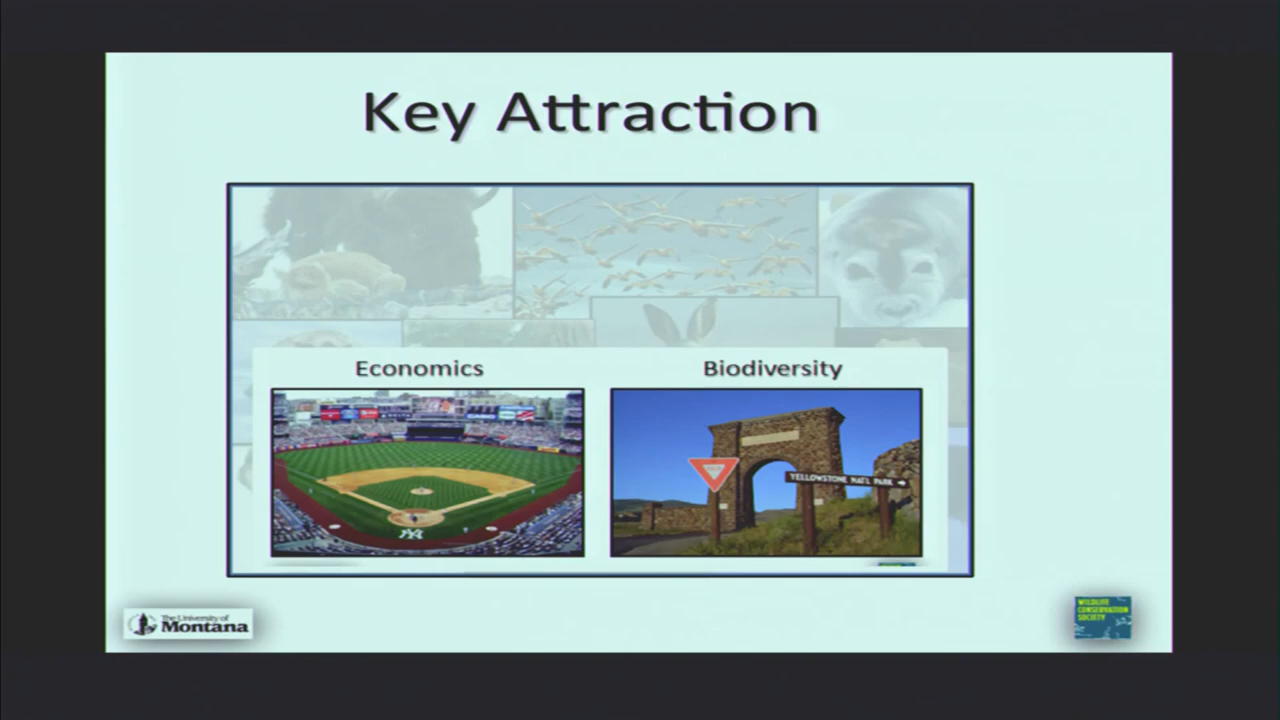 Key Attraction
Economics
Biodiversity
YELLOWSTONE NAT'L PARK
The University of
Montana
WILDLIFE
CONSERVATION
SOCIETY